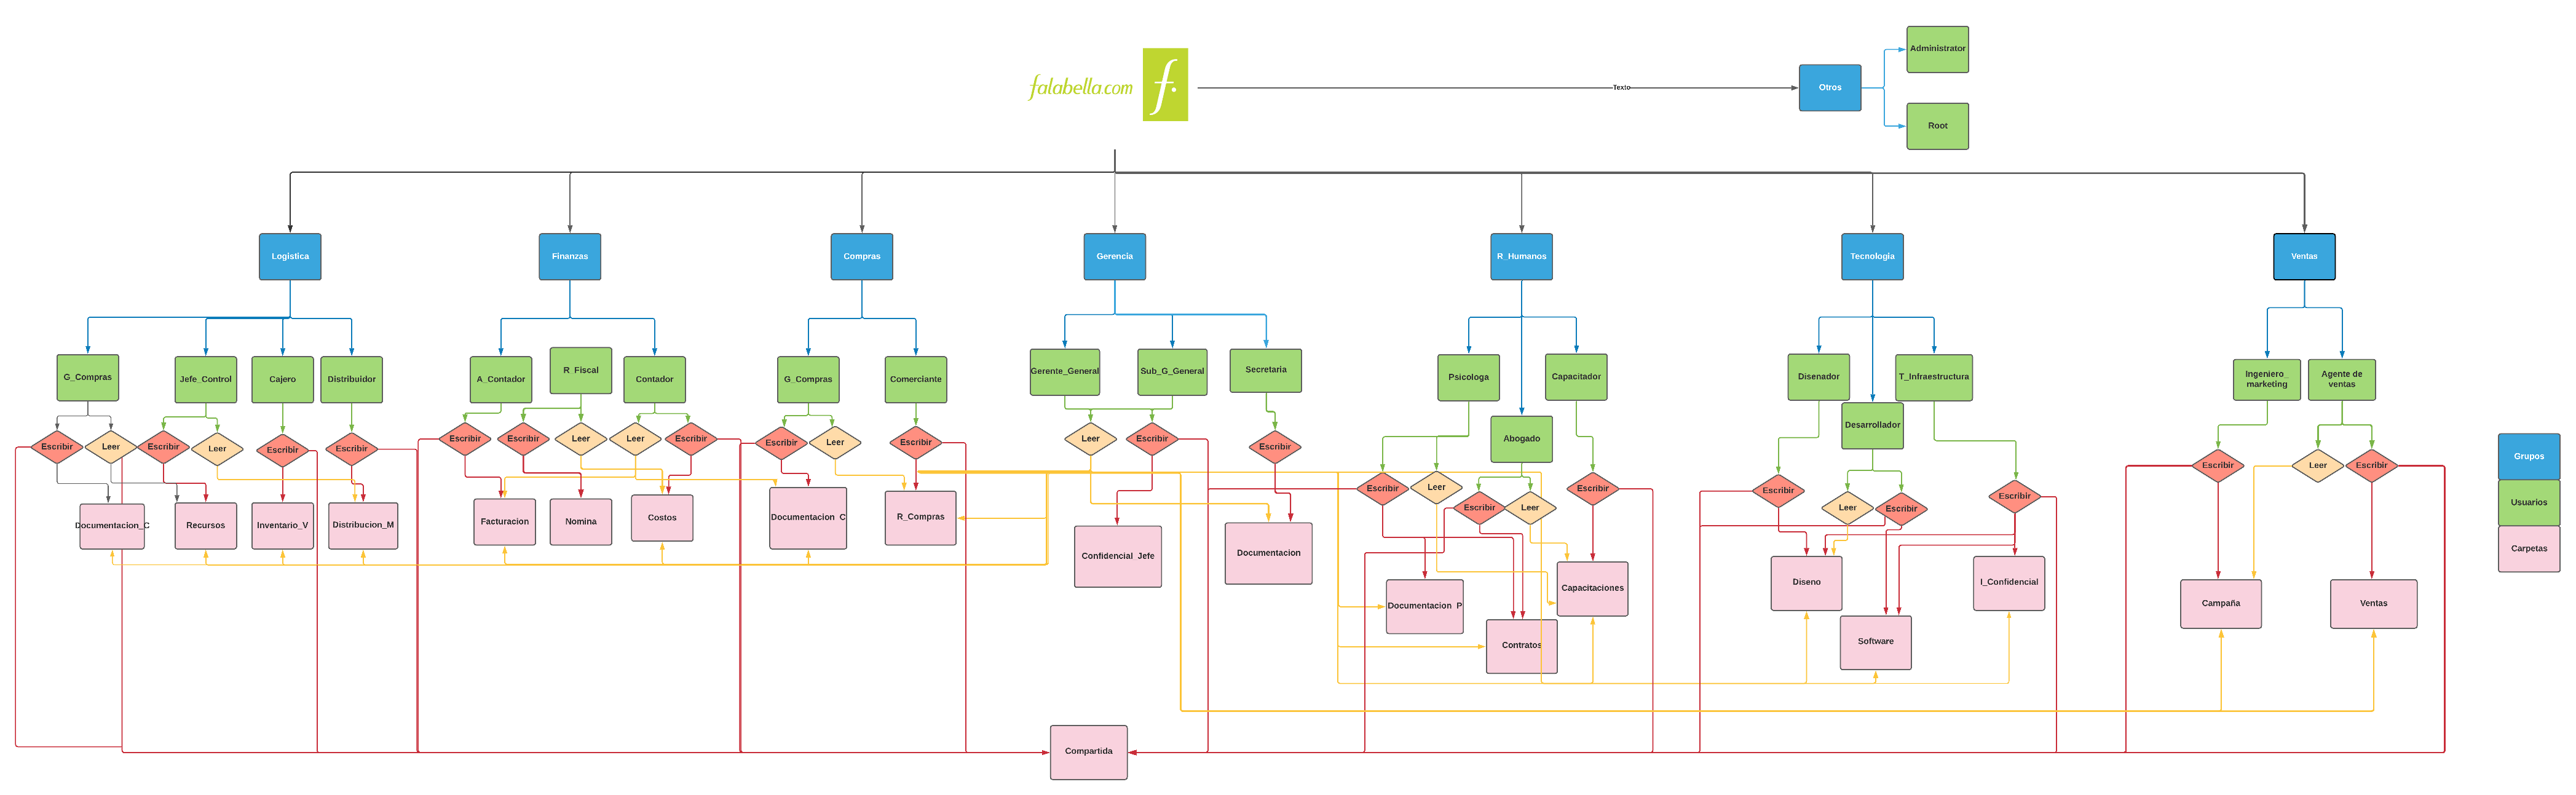 Administrator
falabella.com
f.
Texto
Otros
Root
Logistica
Finanzas
Compras
Gerencia
R_Humanos
Tecnologia
Ventas
G_Compras
Jefe_Control
Cajero
Distribuidor
A_Contador
R_Fiscal
Contador
G_Compras
Comerciante
Gerente_General
Sub_G_General
Secretaria
Psicologa
Capacitador
Abogado
Disenador
T_Infraestructura
Desarrollador
Ingeniero_
marketing
Agente de
ventas
Escribir
Leer
Escribir
Leer
Escribir
Escribir
Escribir
Escribir
Leer
Leer
Escribir
Escribir
Leer
Escribir
Leer
Escribir
Escribir
Escribir
Leer
Escribir
Leer
Escribir
Escribir
Leer
Escribir
Escribir
Escribir
Leer
Escribir
Grupos
Usuarios
Carpetas
Documentacion_C
Recursos
Inventario_V
Distribucion_M
Facturacion
Nomina
Costos
Documentacion_C
R_Compras
Confidencial_Jefe
Documentacion
Documentacion_P
Contratos
Capacitaciones
Diseno
Software
I_Confidencial
Campaña
Ventas
Compartida